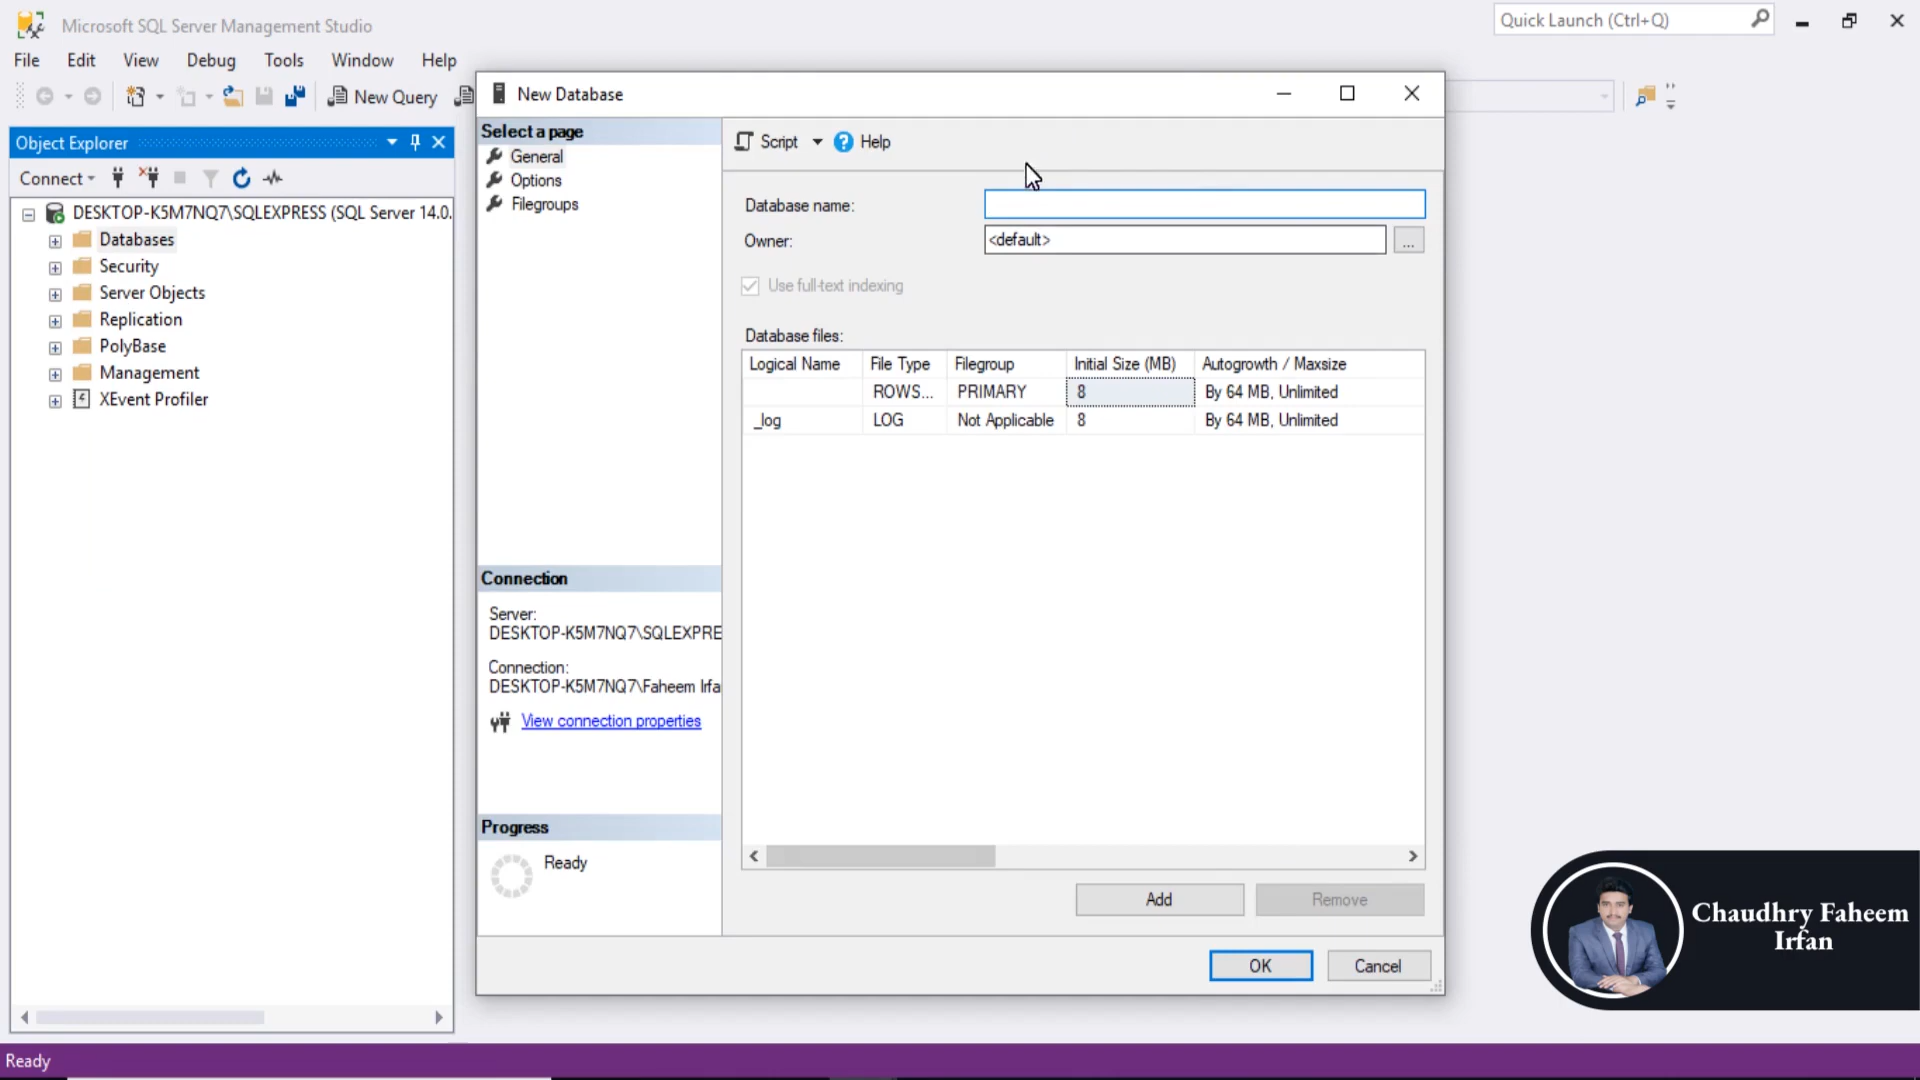 Microsoft SQL Server Management Studio
Quick Launch (Ctrl+Q)
File Edit View Debug Tools Window Help
New Query
Object Explorer
Connect
DESKTOP-K5M7NQ7\SQLEXPRESS (SQL Server 14.0.
Databases
Security
Server Objects
Replication
PolyBase
Management
XEvent Profiler
New Database
Select a page
General
Options
Filegroups
Script
Help
Database name:
Owner:
<default>
...
Use full-text indexing
Database files:
Logical Name File Type Filegroup Initial Size (MB) Autogrowth / Maxsize
ROWS... PRIMARY 8 By 64 MB, Unlimited
_log LOG Not Applicable 8 By 64 MB, Unlimited
Connection
Server:
DESKTOP-K5M7NQ7\SQLEXPRE
Connection:
DESKTOP-K5M7NQ7\Faheem Irfa
View connection properties
Progress
Ready
Add
Remove
OK
Cancel
Chaudhry Faheem
Irfan
Ready